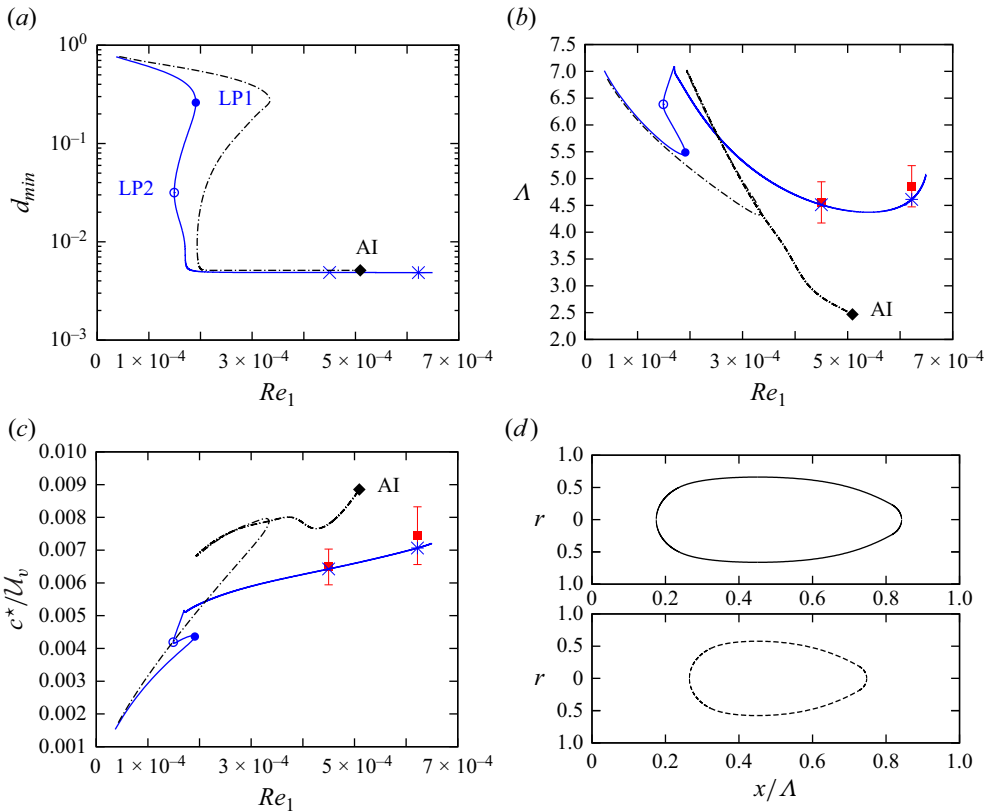 (a)
10^0
10^{-1}
10^{-2}
10^{-3}
d_{min}
LP1
LP2
AI
0 1 × 10^{-4} 3 × 10^{-4} 5 × 10^{-4} 7 × 10^{-4}
Re_1
(b)
7.5
7.0
6.5
6.0
5.5
5.0
4.5
4.0
3.5
3.0
2.5
2.0
Λ
AI
0 1 × 10^{-4} 3 × 10^{-4} 5 × 10^{-4} 7 × 10^{-4}
Re_1
(c)
0.010
0.009
0.008
0.007
0.006
0.005
0.004
0.003
0.002
0.001
c*/U_v
AI
0 1 × 10^{-4} 3 × 10^{-4} 5 × 10^{-4} 7 × 10^{-4}
Re_1
(d)
1.0
0.5
0
0.5
1.0
r
0 0.2 0.4 0.6 0.8 1.0
1.0
0.5
0
0.5
1.0
r
0 0.2 0.4 0.6 0.8 1.0
x/Λ